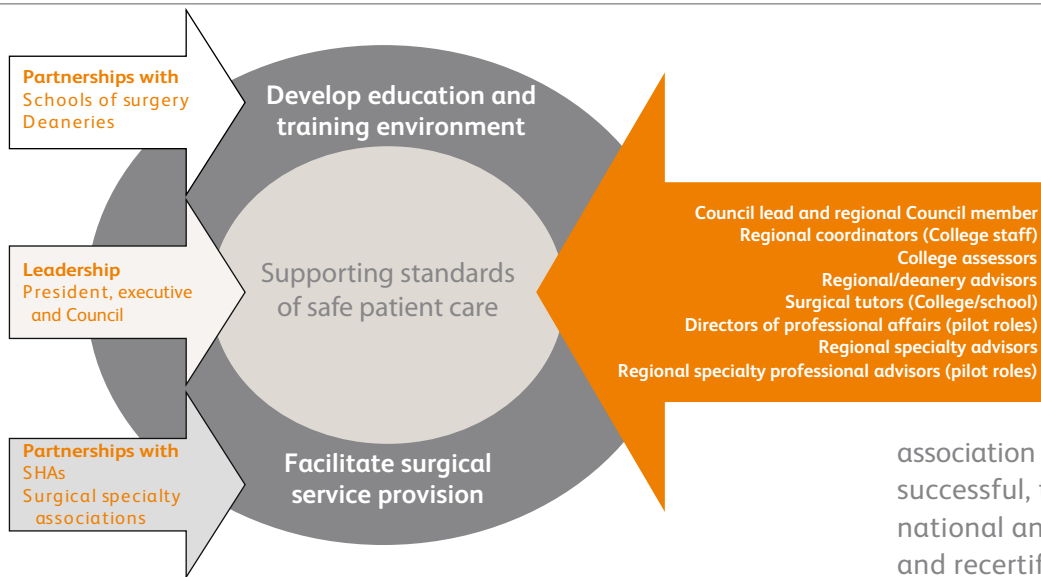 Partnerships with
Schools of surgery
Deaneries
Develop education and
training environment
Leadership
President, executive
and Council
Supporting standards
of safe patient care
Council lead and regional Council member
Regional coordinators (College staff)
College assessors
Regional/deanery advisors
Surgical tutors (College/school)
Directors of professional affairs (pilot roles)
Regional specialty advisors
Regional specialty professional advisors (pilot roles)
Partnerships with
SHAs
Surgical specialty
associations
Facilitate surgical
service provision
association
successful,
national
and